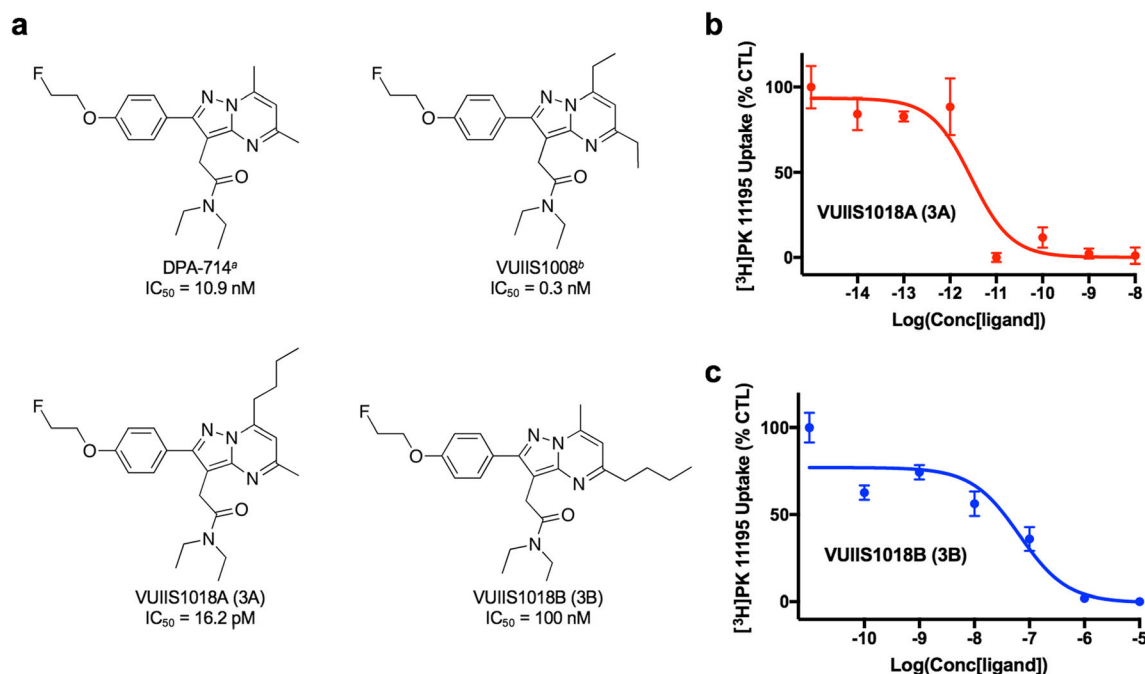 a
F
O
N
N
N
O
N
DPA-714ᵃ
IC₅₀ = 10.9 nM
F
O
N
N
N
O
N
VUIIS1008ᵇ
IC₅₀ = 0.3 nM
F
O
N
N
N
O
N
VUIIS1018A (3A)
IC₅₀ = 16.2 pM
F
O
N
N
N
O
N
VUIIS1018B (3B)
IC₅₀ = 100 nM
b
[³H]PK 11195 Uptake (% CTL)
100
50
0
VUIIS1018A (3A)
-14 -13 -12 -11 -10 -9 -8
Log(Conc[ligand])
c
[³H]PK 11195 Uptake (% CTL)
100
50
0
VUIIS1018B (3B)
-10 -9 -8 -7 -6 -5
Log(Conc[ligand])